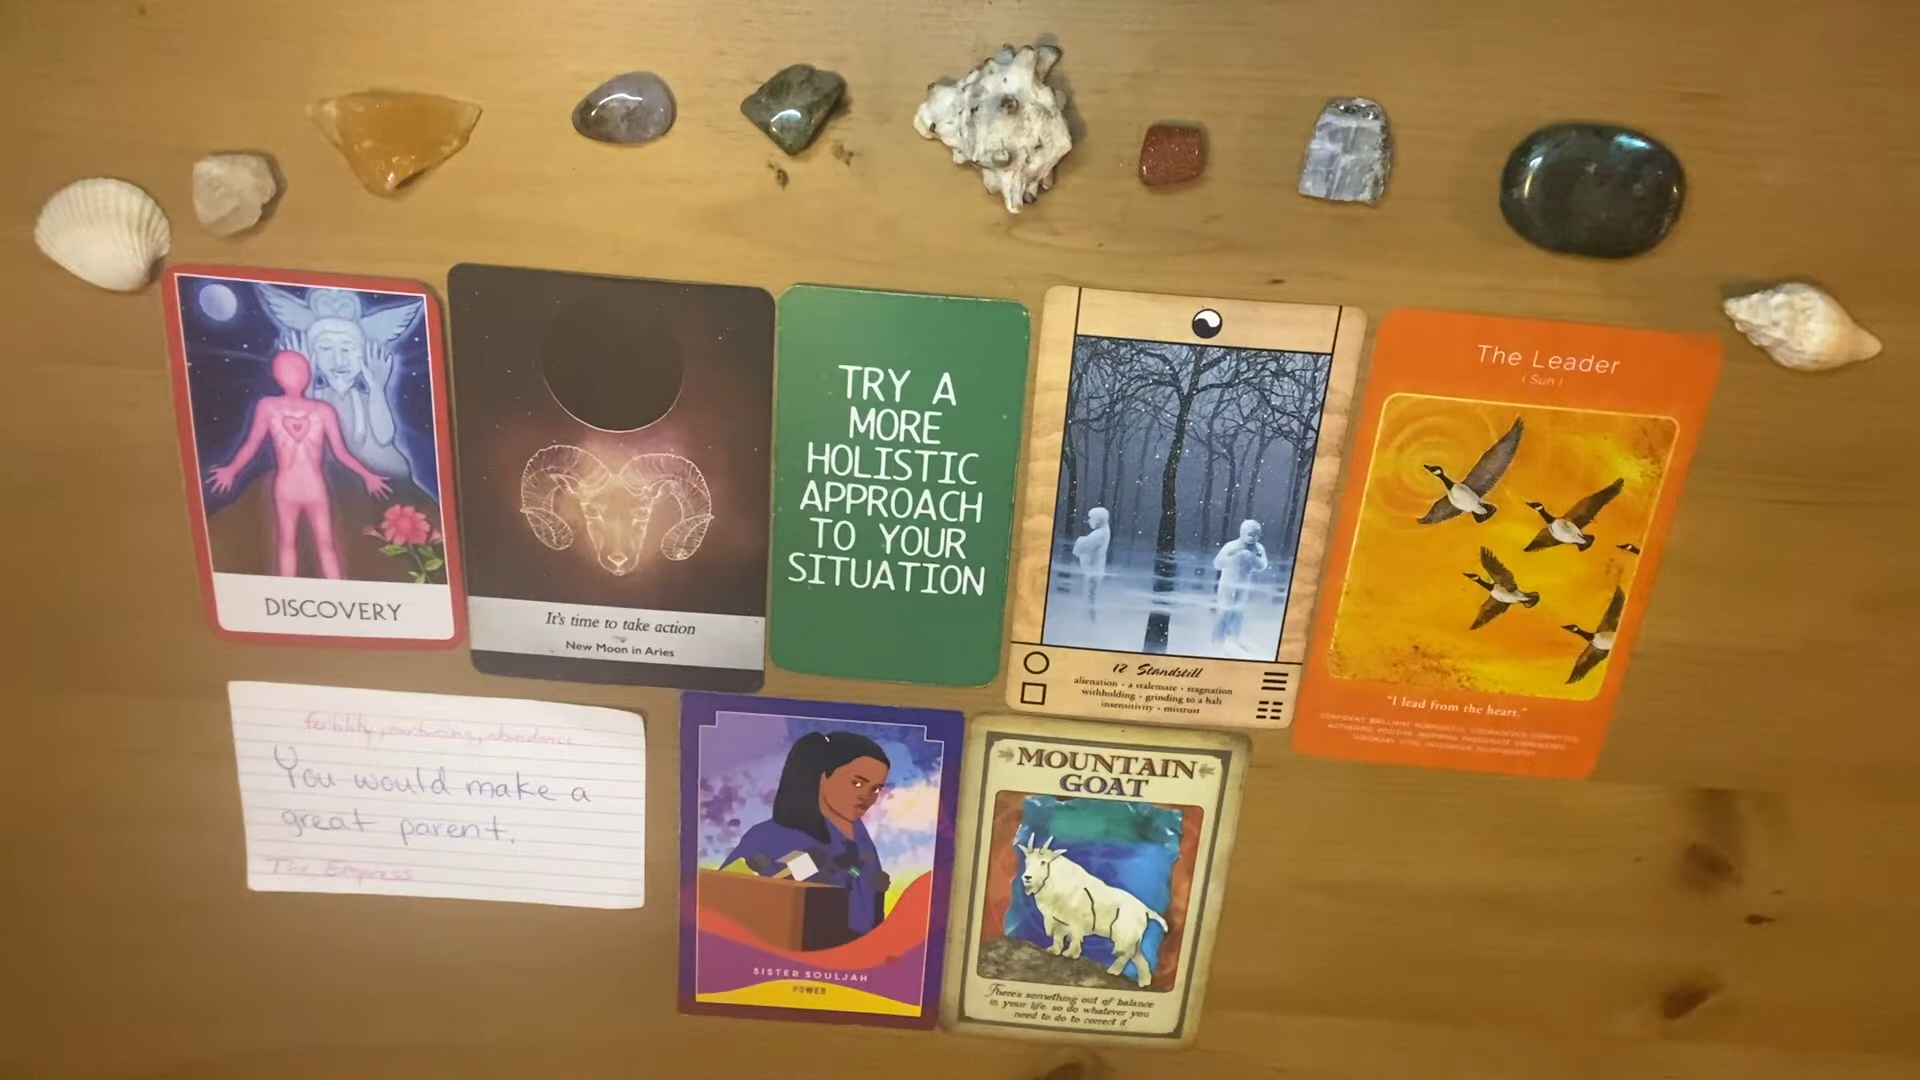 DISCOVERY
It's time to take action
New Moon in Aries
TRY A
MORE
HOLISTIC
APPROACH
TO YOUR
SITUATION
12 Standstill
alienation • a stalemate • stagnation
withholding • grinding to a halt
insensitivity • mistrust
The Leader
( Sun )
"I lead from the heart."
fertility, nurturing, abundance
You would make a
great parent.
The Empress
SISTER SOULJAH
POWER
MOUNTAIN
GOAT
There's something out of balance
in your life, so do whatever you
need to do to correct it